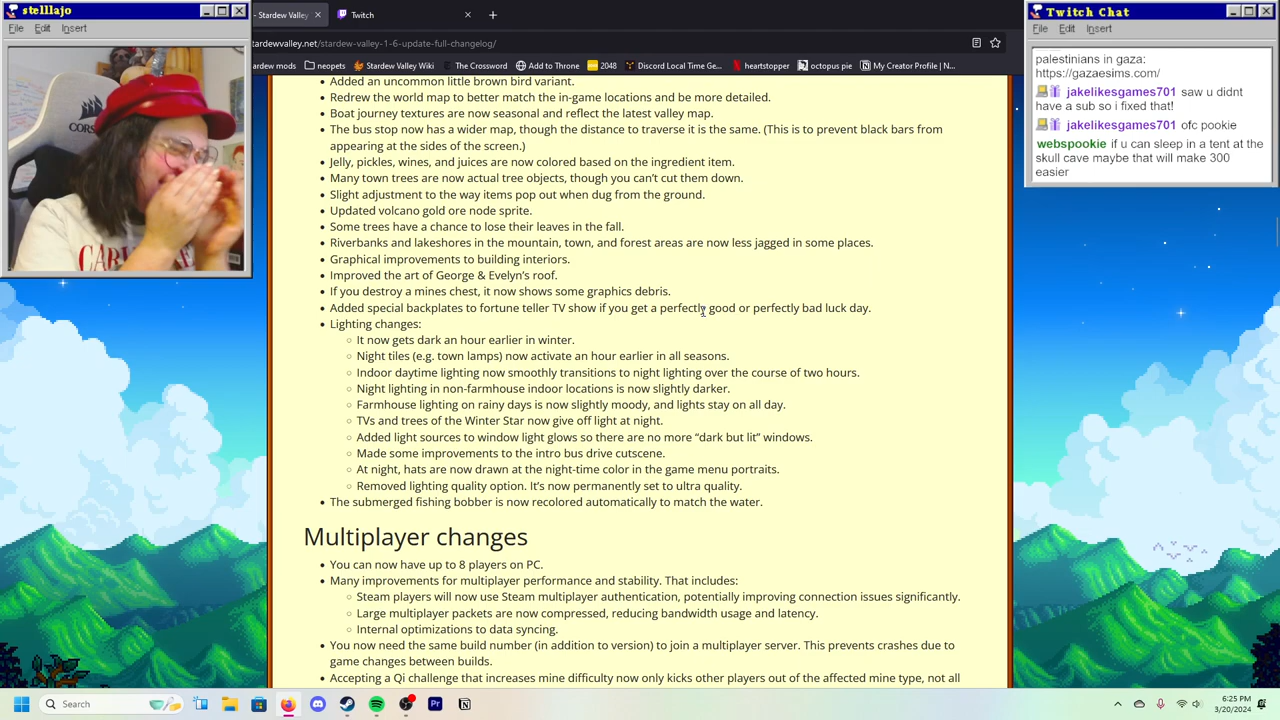 stelllajo
File Edit Insert
- Stardew Valley
Twitch
tardewvalley.net/stardew-valley-1-6-update-full-changelog/
dew mods
nepets
Stardew Valley Wiki
The Crossword
Add to Throne
2048
Discord Local Time Ge...
heartstopper
octopus pie
My Creator Profile | N...
• Added an uncommon little brown bird variant.
• Redrew the world map to better match the in-game locations and be more detailed.
• Boat journey textures are now seasonal and reflect the latest valley map.
• The bus stop now has a wider map, though the distance to traverse it is the same. (This is to prevent black bars from
appearing at the sides of the screen.)
• Jelly, pickles, wines, and juices are now colored based on the ingredient item.
• Many town trees are now actual tree objects, though you can't cut them down.
• Slight adjustment to the way items pop out when dug from the ground.
• Updated volcano gold ore node sprite.
• Some trees have a chance to lose their leaves in the fall.
• Riverbanks and lakeshores in the mountain, town, and forest areas are now less jagged in some places.
• Graphical improvements to building interiors.
• Improved the art of George & Evelyn's roof.
• If you destroy a mines chest, it now shows some graphics debris.
• Added special backplates to fortune teller TV show if you get a perfectly good or perfectly bad luck day.
• Lighting changes:
◦ It now gets dark an hour earlier in winter.
◦ Night tiles (e.g. town lamps) now activate an hour earlier in all seasons.
◦ Indoor daytime lighting now smoothly transitions to night lighting over the course of two hours.
◦ Night lighting in non-farmhouse indoor locations is now slightly darker.
◦ Farmhouse lighting on rainy days is now slightly moody, and lights stay on all day.
◦ TVs and trees of the Winter Star now give off light at night.
◦ Added light sources to window light glows so there are no more “dark but lit” windows.
◦ Made some improvements to the intro bus drive cutscene.
◦ At night, hats are now drawn at the night-time color in the game menu portraits.
◦ Removed lighting quality option. It's now permanently set to ultra quality.
• The submerged fishing bobber is now recolored automatically to match the water.
Multiplayer changes
• You can now have up to 8 players on PC.
• Many improvements for multiplayer performance and stability. That includes:
◦ Steam players will now use Steam multiplayer authentication, potentially improving connection issues significantly.
◦ Large multiplayer packets are now compressed, reducing bandwidth usage and latency.
◦ Internal optimizations to data syncing.
• You now need the same build number (in addition to version) to join a multiplayer server. This prevents crashes due to
game changes between builds.
• Accepting a Qi challenge that increases mine difficulty now only kicks other players out of the affected mine type, not all
Twitch Chat
File Edit Insert
palestinians in gaza:
https://gazaesims.com/
jakelikesgames701 saw u didnt
have a sub so i fixed that!
jakelikesgames701 ofc pookie
webspookie if u can sleep in a tent at the
skull cave maybe that will make 300
easier
CORS
Search
Pr
6:25 PM
3/20/2024